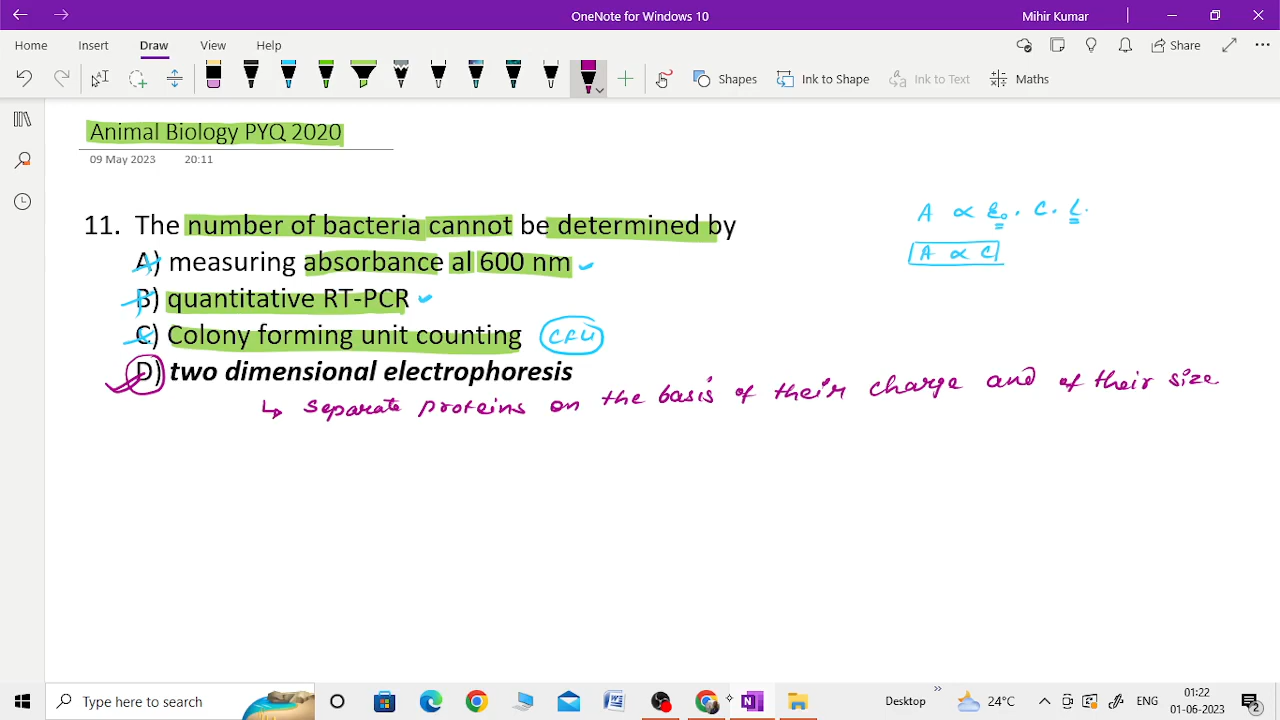 OneNote for Windows 10
Mihir Kumar
Home Insert Draw View Help
Share
Shapes Ink to Shape Ink to Text Maths
Animal Biology PYQ 2020
09 May 2023 20:11
11. The number of bacteria cannot be determined by
A ∝ ε₀ . C . L .
A) measuring absorbance al 600 nm
A ∝ C
B) quantitative RT-PCR
C) Colony forming unit counting CFU
D) two dimensional electrophoresis
↳ separate proteins on the basis of their charge and of their size
Type here to search
Desktop » 24°C ENG 01:22
01-06-2023 2